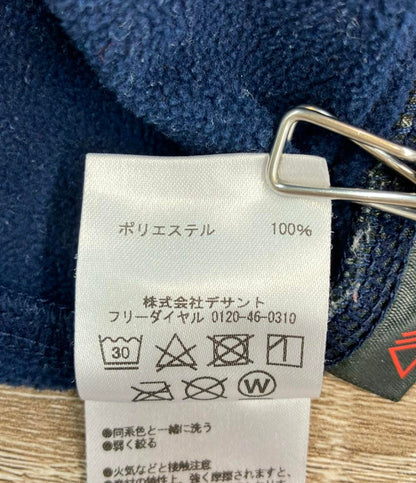 ポリエステル 100%
株式会社デサント
フリーダイヤル 0120-46-0310
30
W
●同系色と一緒に洗う
●弱く絞る
●火気などと接触注意